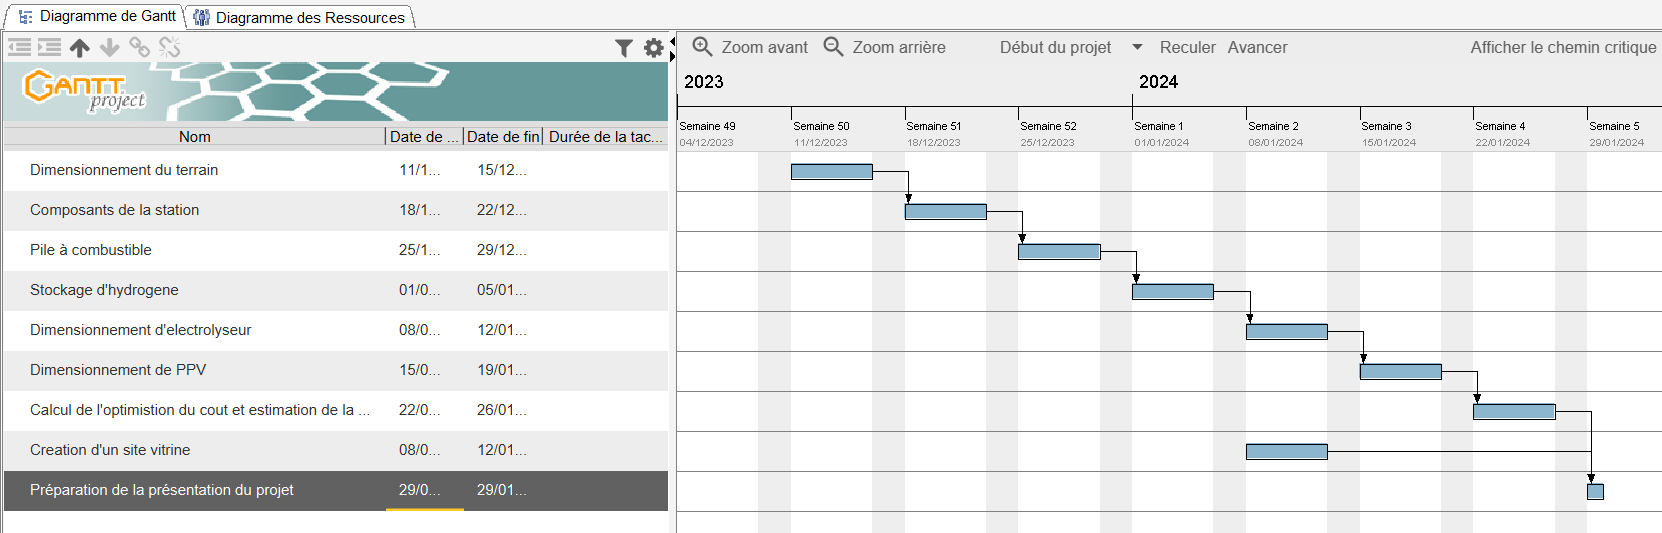 Diagramme de Gantt Diagramme des Ressources
Zoom avant Zoom arrière Début du projet Reculer Avancer Afficher le chemin critique
GANTT project
2023 2024
Nom Date de ... Date de fin Durée de la tac...
Semaine 49 Semaine 50 Semaine 51 Semaine 52 Semaine 1 Semaine 2 Semaine 3 Semaine 4 Semaine 5
04/12/2023 11/12/2023 18/12/2023 25/12/2023 01/01/2024 08/01/2024 15/01/2024 22/01/2024 29/01/2024
Dimensionnement du terrain 11/1... 15/12...
Composants de la station 18/1... 22/12...
Pile à combustible 25/1... 29/12...
Stockage d'hydrogene 01/0... 05/01...
Dimensionnement d'electrolyseur 08/0... 12/01...
Dimensionnement de PPV 15/0... 19/01...
Calcul de l'optimistion du cout et estimation de la ... 22/0... 26/01...
Creation d'un site vitrine 08/0... 12/01...
Préparation de la présentation du projet 29/0... 29/01...